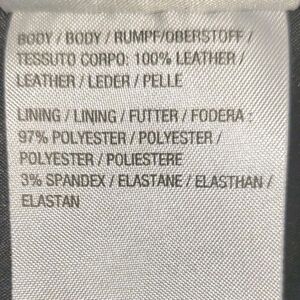 BODY / BODY / RUMPF/OBERSTOFF /
TESSUTO CORPO: 100% LEATHER /
LEATHER / LEDER / PELLE
LINING / LINING / FUTTER / FODERA :
97% POLYESTER / POLYESTER /
POLYESTER / POLIESTERE
3% SPANDEX / ELASTANE / ELASTHAN /
ELASTAN